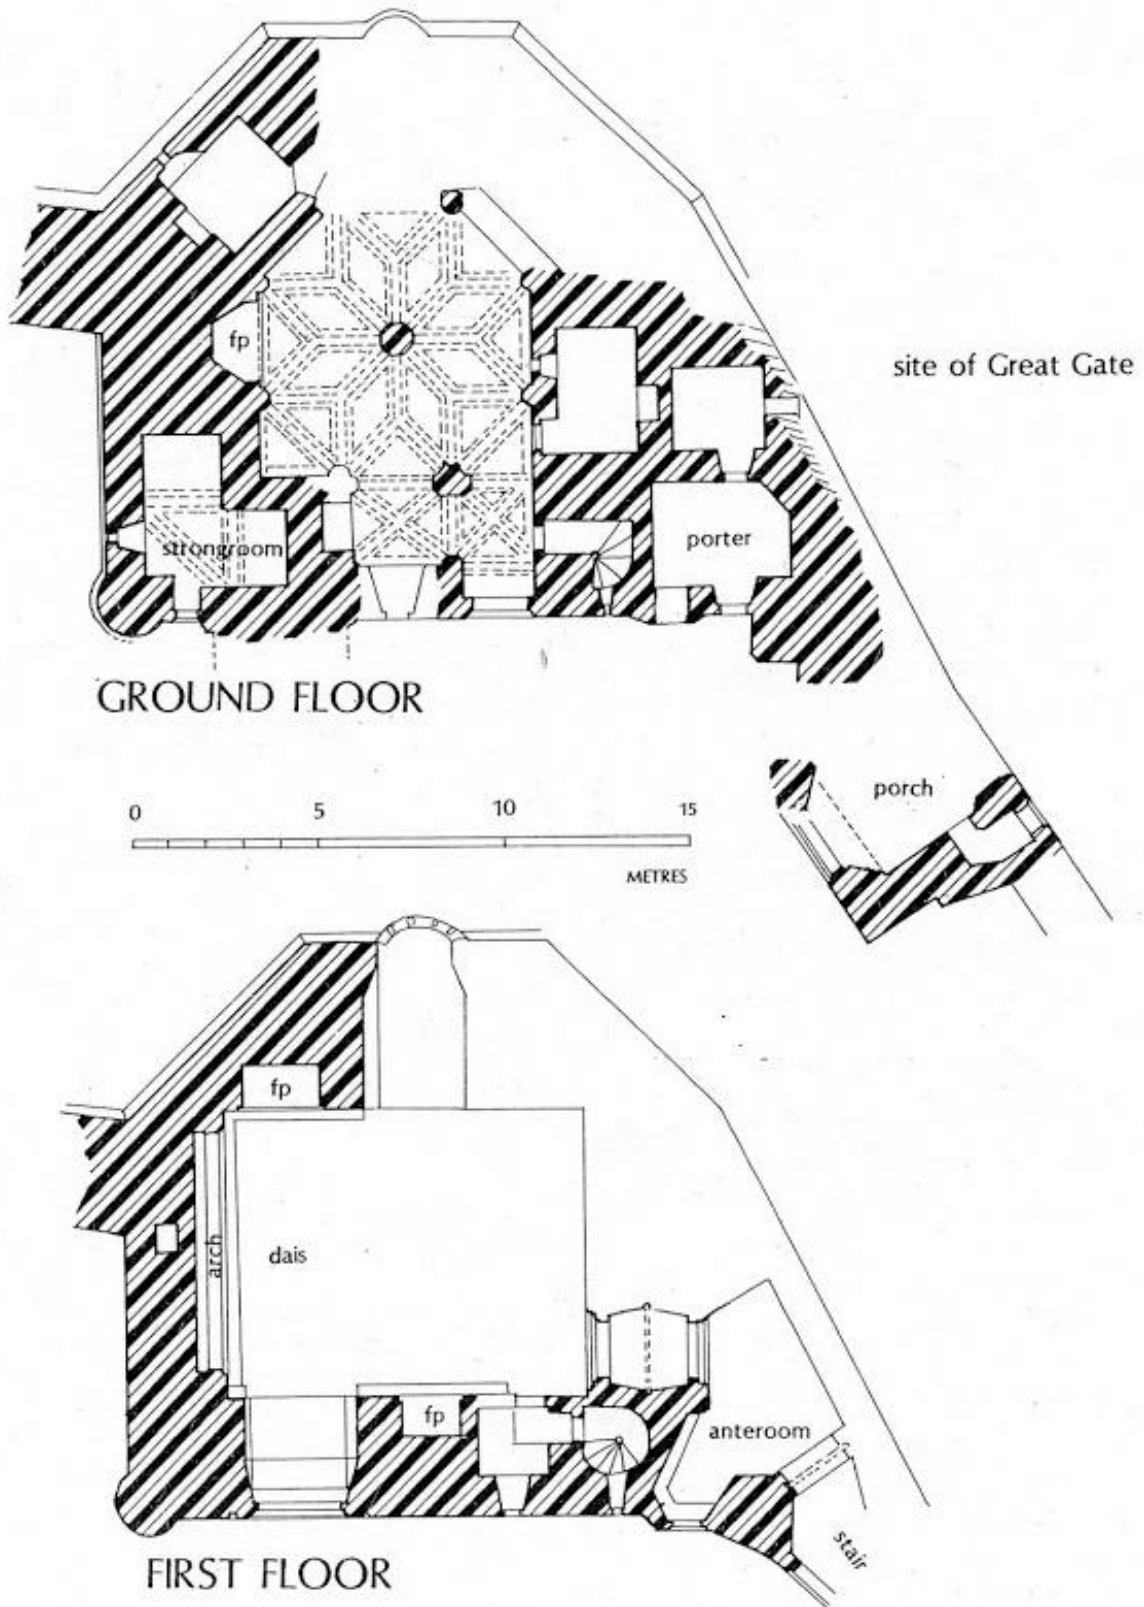 fp
site of Great Gate
strongroom
porter
GROUND FLOOR
porch
0 5 10 15
METRES
fp
arch
dais
fp
anteroom
stair
FIRST FLOOR